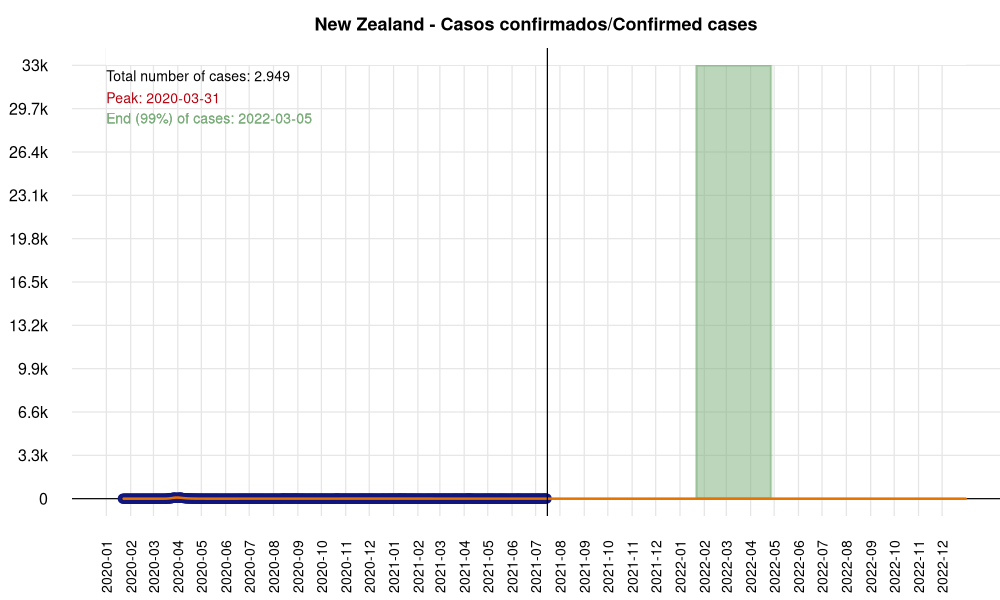 New Zealand - Casos confirmados/Confirmed cases
Total number of cases: 2.949
Peak: 2020-03-31
End (99%) of cases: 2022-03-05
33k
29.7k
26.4k
23.1k
19.8k
16.5k
13.2k
9.9k
6.6k
3.3k
0
2020-01
2020-02
2020-03
2020-04
2020-05
2020-06
2020-07
2020-08
2020-09
2020-10
2020-11
2020-12
2021-01
2021-02
2021-03
2021-04
2021-05
2021-06
2021-07
2021-08
2021-09
2021-10
2021-11
2021-12
2022-01
2022-02
2022-03
2022-04
2022-05
2022-06
2022-07
2022-08
2022-09
2022-10
2022-11
2022-12